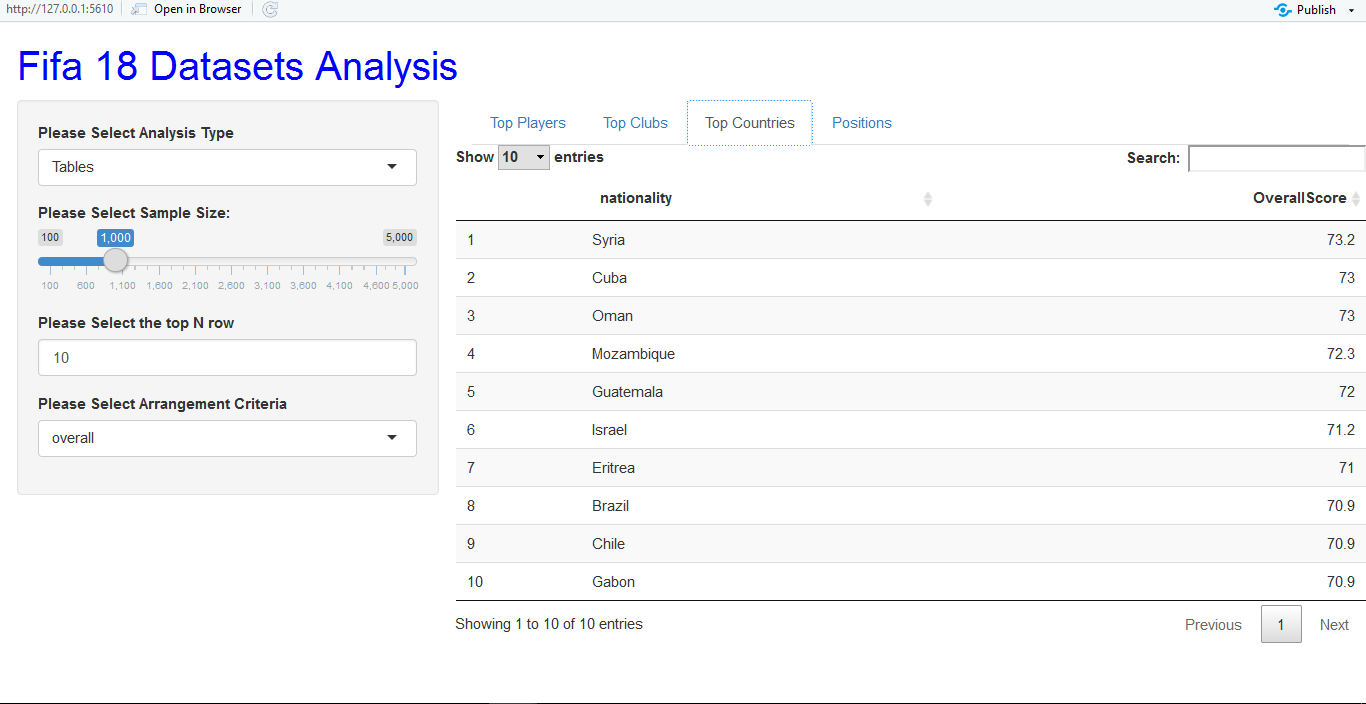 http://127.0.0.1:5610 Open in Browser Publish
Fifa 18 Datasets Analysis
Please Select Analysis Type
Tables
Please Select Sample Size:
100 1,000 5,000
100 600 1,100 1,600 2,100 2,600 3,100 3,600 4,100 4,600 5,000
Please Select the top N row
10
Please Select Arrangement Criteria
overall
Top Players Top Clubs Top Countries Positions
Show 10 entries Search:
nationality OverallScore
1 Syria 73.2
2 Cuba 73
3 Oman 73
4 Mozambique 72.3
5 Guatemala 72
6 Israel 71.2
7 Eritrea 71
8 Brazil 70.9
9 Chile 70.9
10 Gabon 70.9
Showing 1 to 10 of 10 entries Previous 1 Next